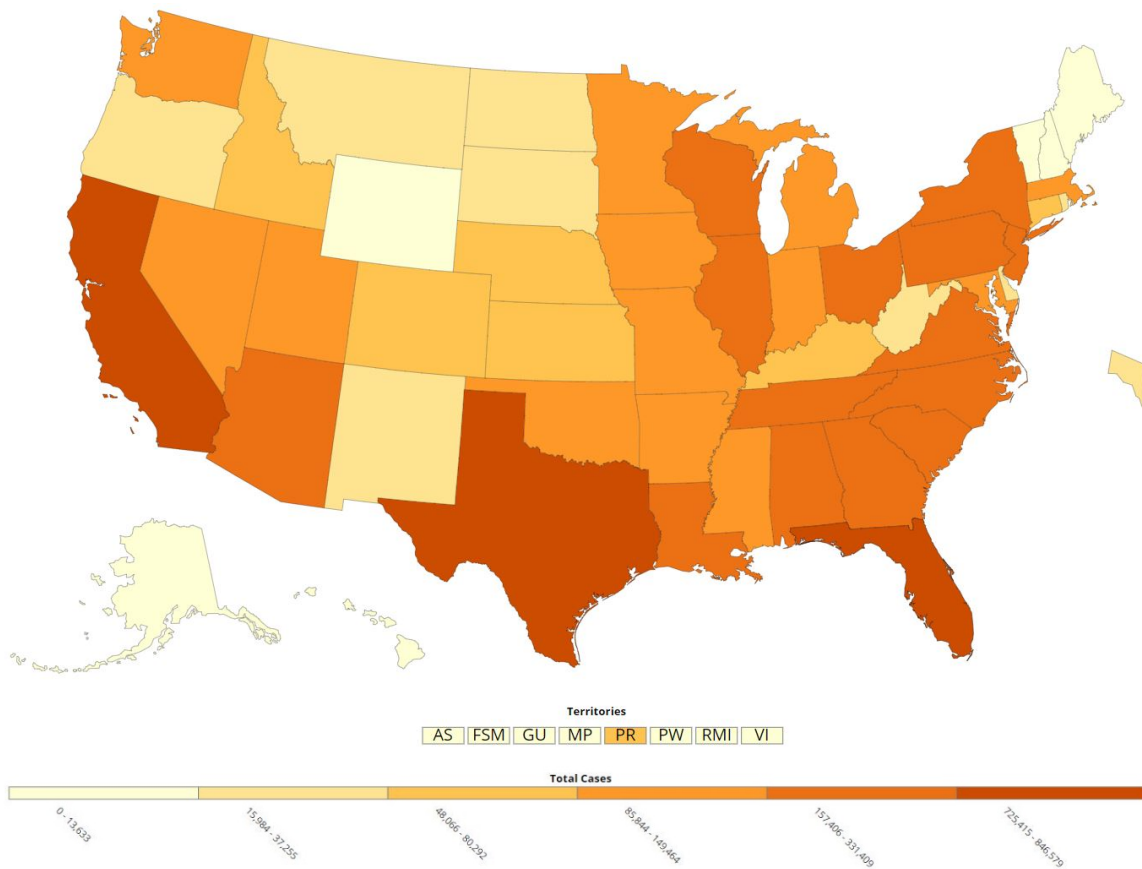 Territories
AS FSM GU MP PR PW RMI VI
Total Cases
0 - 13,633
15,984 - 37,255
48,066 - 80,292
85,844 - 149,464
157,406 - 331,409
725,415 - 846,579